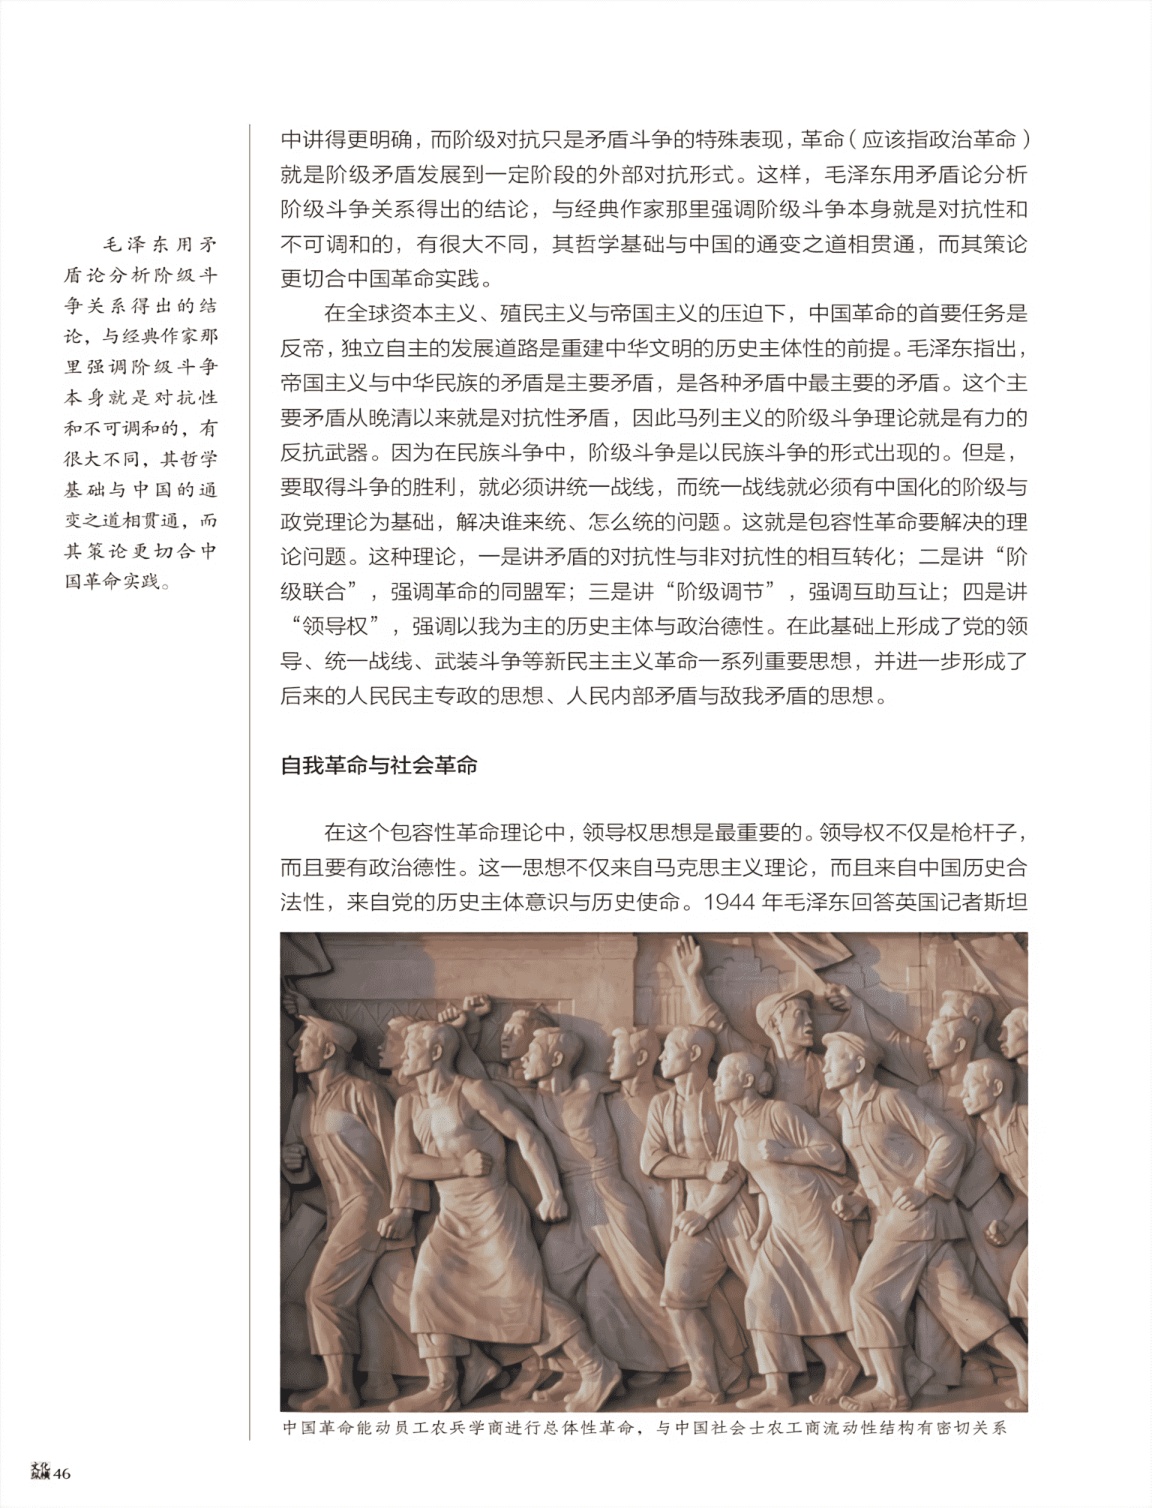 中讲得更明确，而阶级对抗只是矛盾斗争的特殊表现，革命（应该指政治革命）
就是阶级矛盾发展到一定阶段的外部对抗形式。这样，毛泽东用矛盾论分析
阶级斗争关系得出的结论，与经典作家那里强调阶级斗争本身就是对抗性和
不可调和的，有很大不同，其哲学基础与中国的通变之道相贯通，而其策论
更切合中国革命实践。
在全球资本主义、殖民主义与帝国主义的压迫下，中国革命的首要任务是
反帝，独立自主的发展道路是重建中华文明的历史主体性的前提。毛泽东指出，
帝国主义与中华民族的矛盾是主要矛盾，是各种矛盾中最主要的矛盾。这个主
要矛盾从晚清以来就是对抗性矛盾，因此马列主义的阶级斗争理论就是有力的
反抗武器。因为在民族斗争中，阶级斗争是以民族斗争的形式出现的。但是，
要取得斗争的胜利，就必须讲统一战线，而统一战线就必须有中国化的阶级与
政党理论为基础，解决谁来统、怎么统的问题。这就是包容性革命要解决的理
论问题。这种理论，一是讲矛盾的对抗性与非对抗性的相互转化；二是讲“阶
级联合”，强调革命的同盟军；三是讲“阶级调节”，强调互助互让；四是讲
“领导权”，强调以我为主的历史主体与政治德性。在此基础上形成了党的领
导、统一战线、武装斗争等新民主主义革命一系列重要思想，并进一步形成了
后来的人民民主专政的思想、人民内部矛盾与敌我矛盾的思想。
毛泽东用矛
盾论分析阶级斗
争关系得出的结
论，与经典作家那
里强调阶级斗争
本身就是对抗性
和不可调和的，有
很大不同，其哲学
基础与中国的通
变之道相贯通，而
其策论更切合中
国革命实践。
自我革命与社会革命
在这个包容性革命理论中，领导权思想是最重要的。领导权不仅是枪杆子，
而且要有政治德性。这一思想不仅来自马克思主义理论，而且来自中国历史合
法性，来自党的历史主体意识与历史使命。1944 年毛泽东回答英国记者斯坦
中国革命能动员工农兵学商进行总体性革命，与中国社会士农工商流动性结构有密切关系
文化
纵横 46